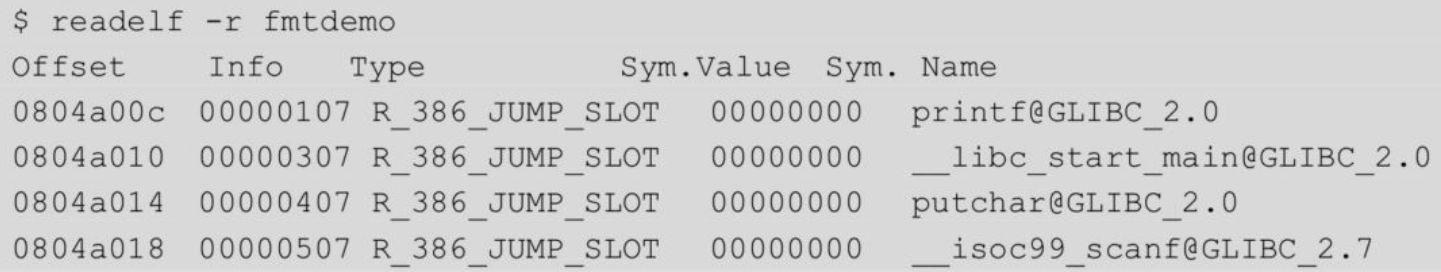 $ readelf -r fmtdemo
Offset Info Type Sym.Value Sym. Name
0804a00c 00000107 R_386_JUMP_SLOT 00000000 printf@GLIBC_2.0
0804a010 00000307 R_386_JUMP_SLOT 00000000 __libc_start_main@GLIBC_2.0
0804a014 00000407 R_386_JUMP_SLOT 00000000 putchar@GLIBC_2.0
0804a018 00000507 R_386_JUMP_SLOT 00000000 __isoc99_scanf@GLIBC_2.7